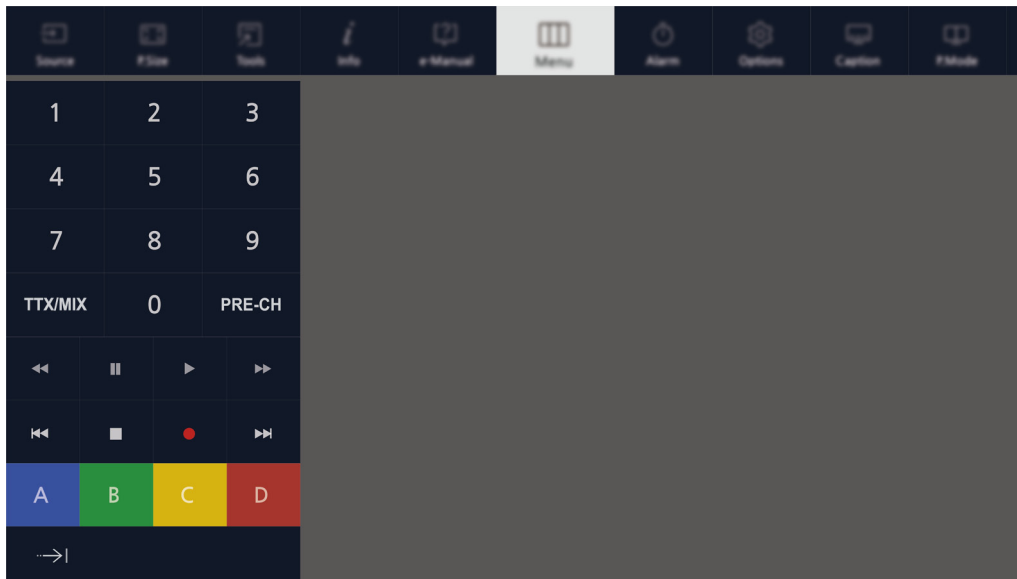 Source P.Size Tools Info e-Manual Menu Alarm Options Caption P.Mode
1 2 3
4 5 6
7 8 9
TTX/MIX 0 PRE-CH
A B C D